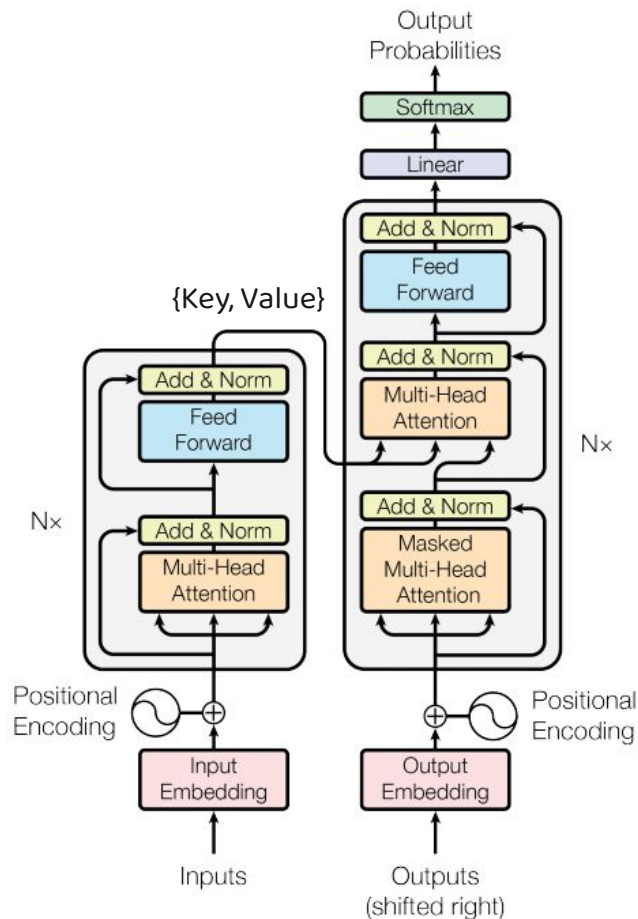 Output
Probabilities
Softmax
Linear
Add & Norm
Feed
Forward
{Key, Value}
Add & Norm
Multi-Head
Attention
Add & Norm
Feed
Forward
Nx
Nx
Add & Norm
Masked
Multi-Head
Attention
Add & Norm
Multi-Head
Attention
Positional
Encoding
Positional
Encoding
Input
Embedding
Output
Embedding
Inputs
Outputs
(shifted right)